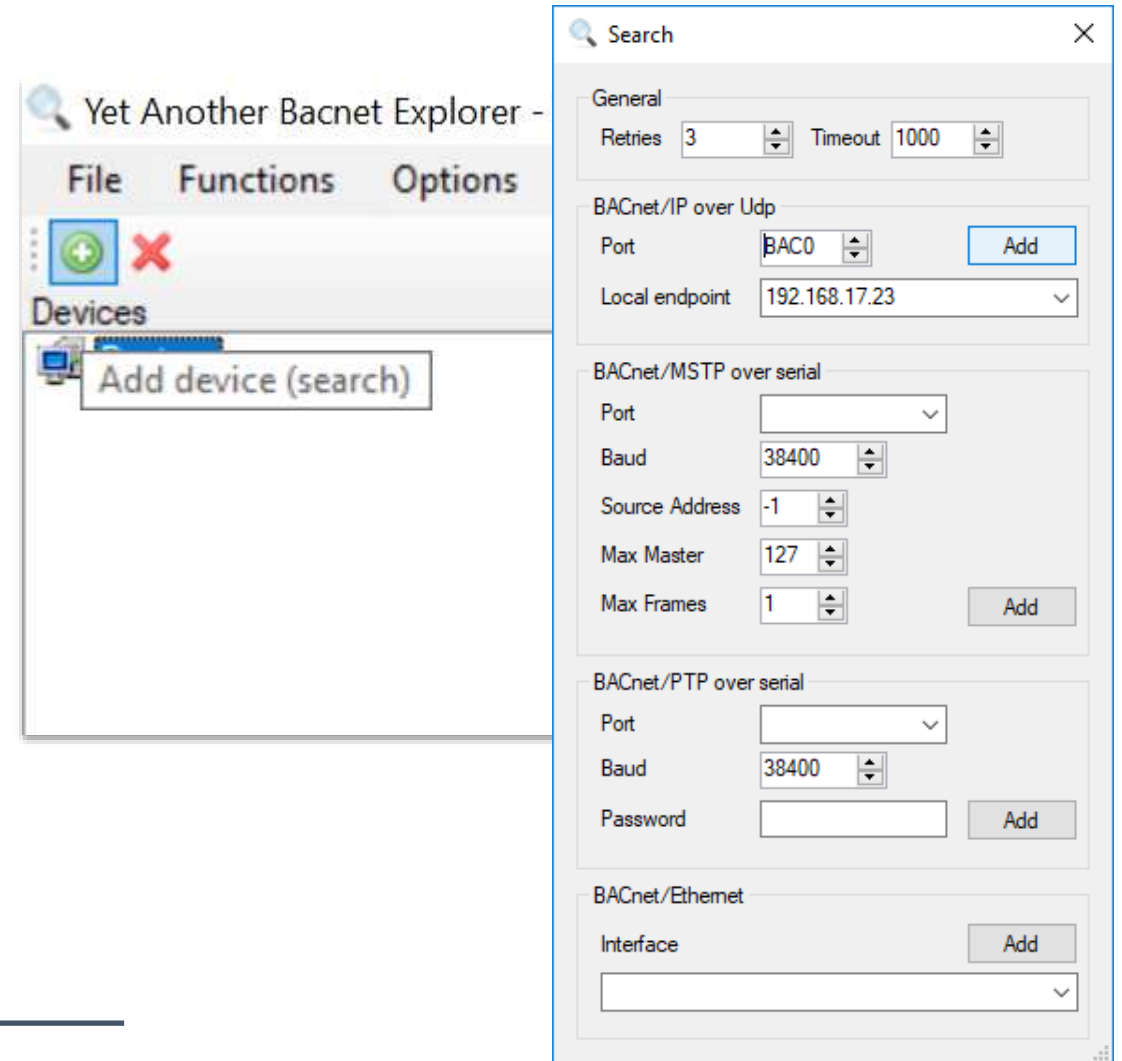 Yet Another Bacnet Explorer -
File Functions Options
Devices
Add device (search)
Search
General
Retries 3 Timeout 1000
BACnet/IP over Udp
Port BAC0 Add
Local endpoint 192.168.17.23
BACnet/MSTP over serial
Port
Baud 38400
Source Address -1
Max Master 127
Max Frames 1 Add
BACnet/PTP over serial
Port
Baud 38400
Password Add
BACnet/Ethernet
Interface Add